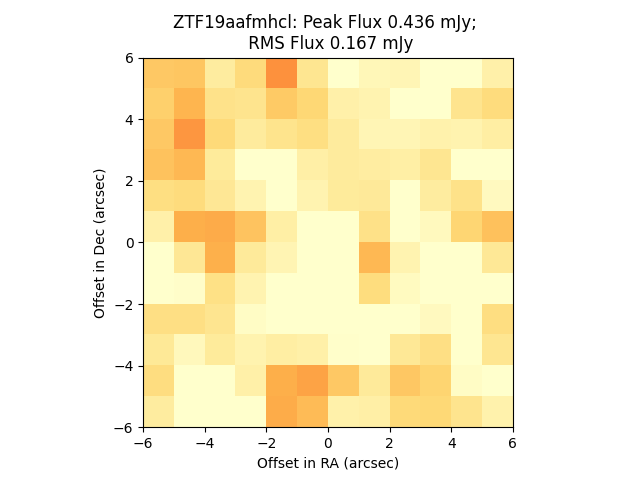 ZTF19aafmhcl: Peak Flux 0.436 mJy;
RMS Flux 0.167 mJy
6
4
2
0
−2
−4
−6
Offset in Dec (arcsec)
−6 −4 −2 0 2 4 6
Offset in RA (arcsec)